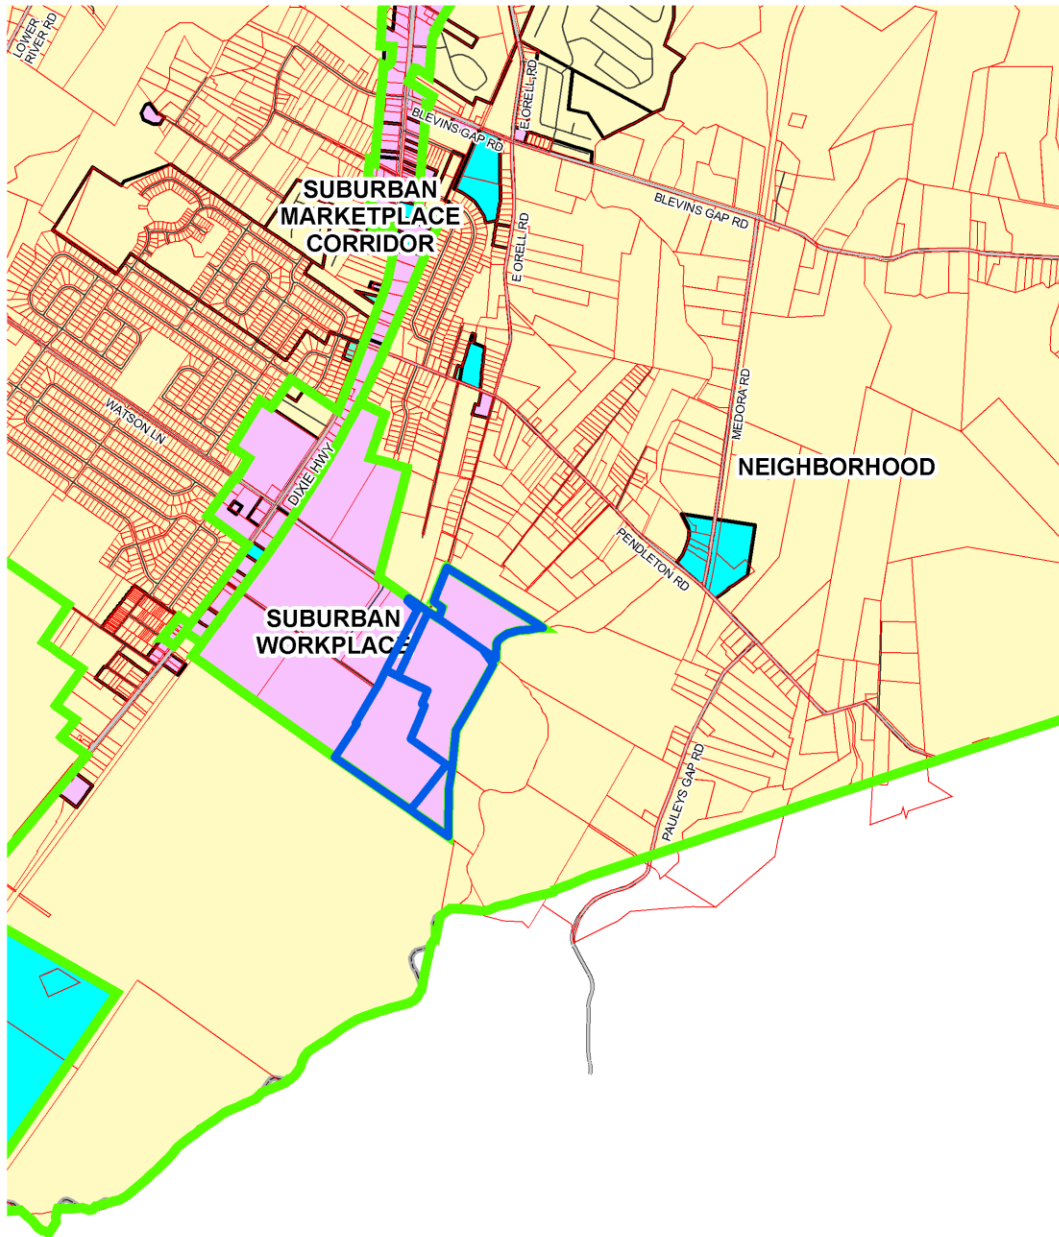 LOWER
RIVER RD
E ORELL RD
BLEVINS GAP RD
SUBURBAN
MARKETPLACE
CORRIDOR
BLEVINS GAP RD
E ORELL RD
MEDORA RD
WATSON LN
DIXIE HWY
NEIGHBORHOOD
PENDLETON RD
SUBURBAN
WORKPLACE
PAULEYS GAP RD